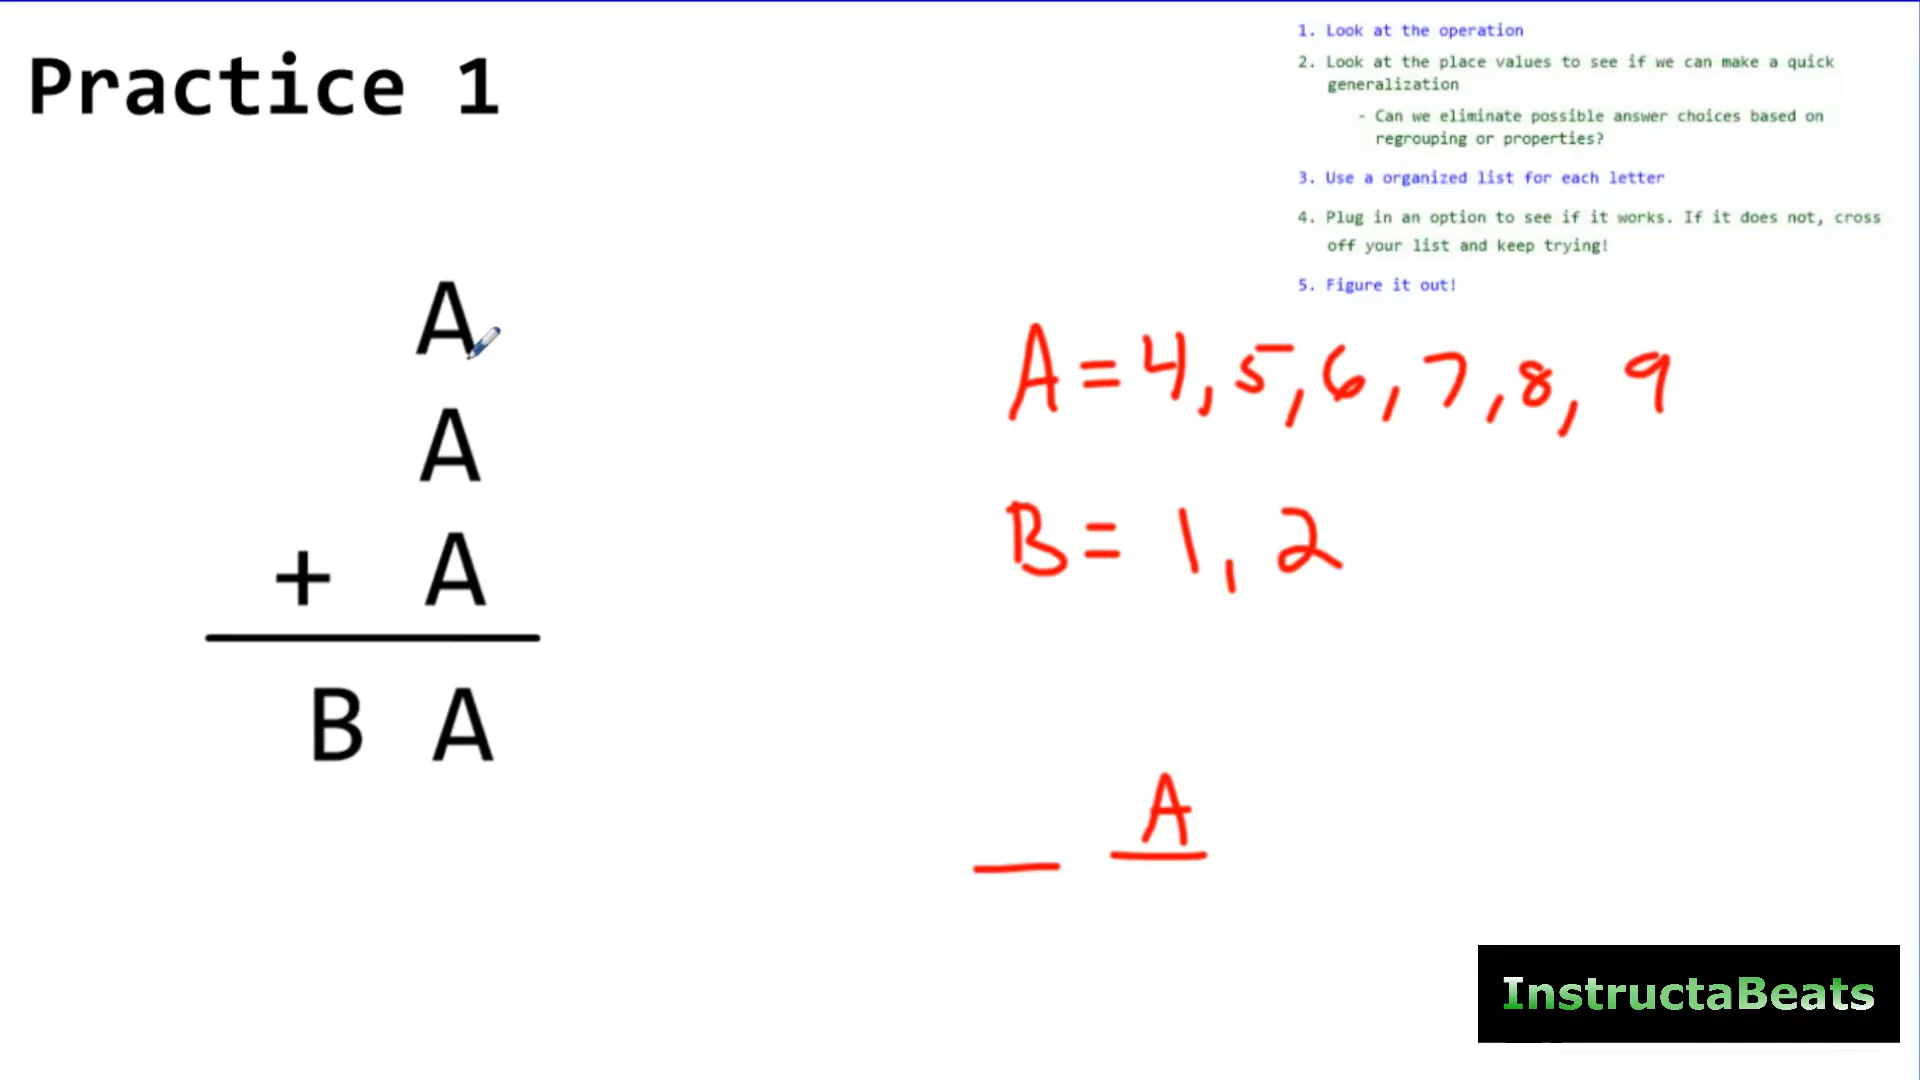 Practice 1
1. Look at the operation
2. Look at the place values to see if we can make a quick
generalization
- Can we eliminate possible answer choices based on
regrouping or properties?
3. Use a organized list for each letter
4. Plug in an option to see if it works. If it does not, cross
off your list and keep trying!
5. Figure it out!
A
A
+ A
B A
A = 4, 5, 6, 7, 8, 9
B = 1, 2
A
InstructaBeats